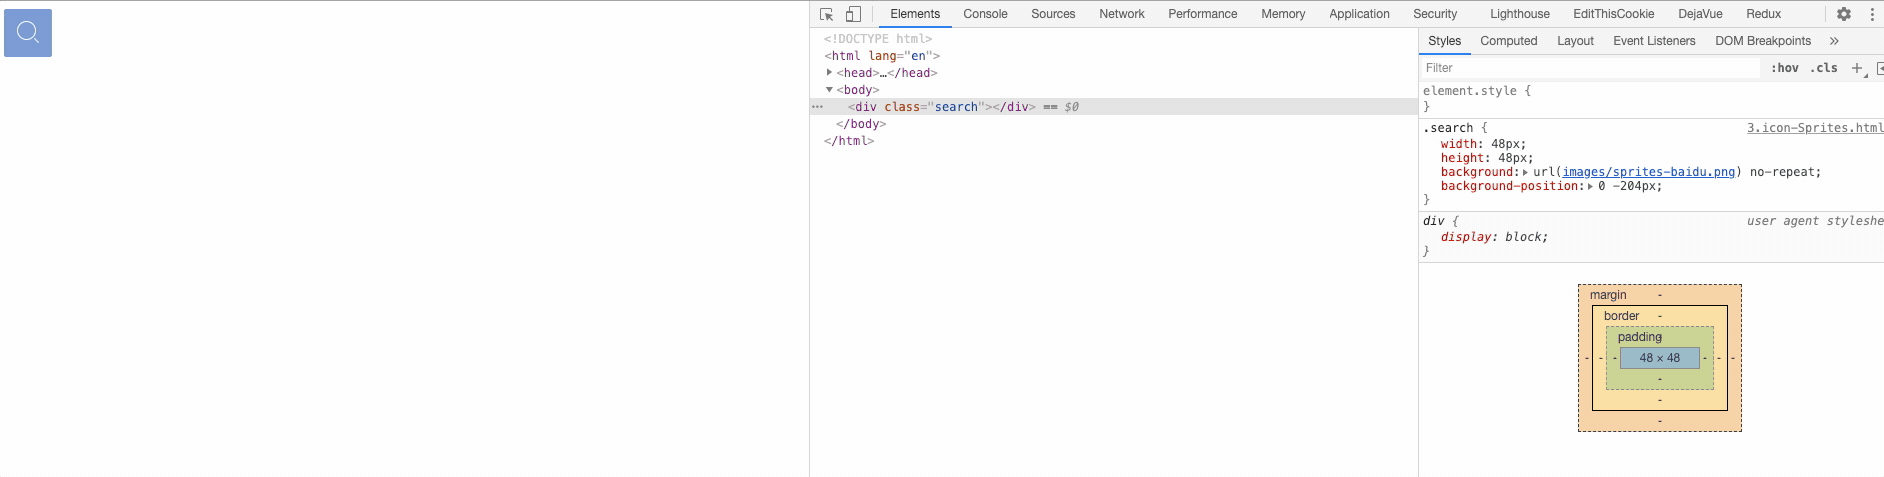 Elements Console Sources Network Performance Memory Application Security Lighthouse EditThisCookie DejaVue Redux
<!DOCTYPE html>
<html lang="en">
<head>…</head>
<body>
<div class="search"></div> == $0
</body>
</html>
Styles Computed Layout Event Listeners DOM Breakpoints »
Filter :hov .cls +
element.style {
}
.search { 3.icon-Sprites.html
width: 48px;
height: 48px;
background: url(images/sprites-baidu.png) no-repeat;
background-position: 0 -204px;
}
div { user agent styleshe
display: block;
}
margin -
border -
padding -
- - - 48 × 48 - - -
-
-
-